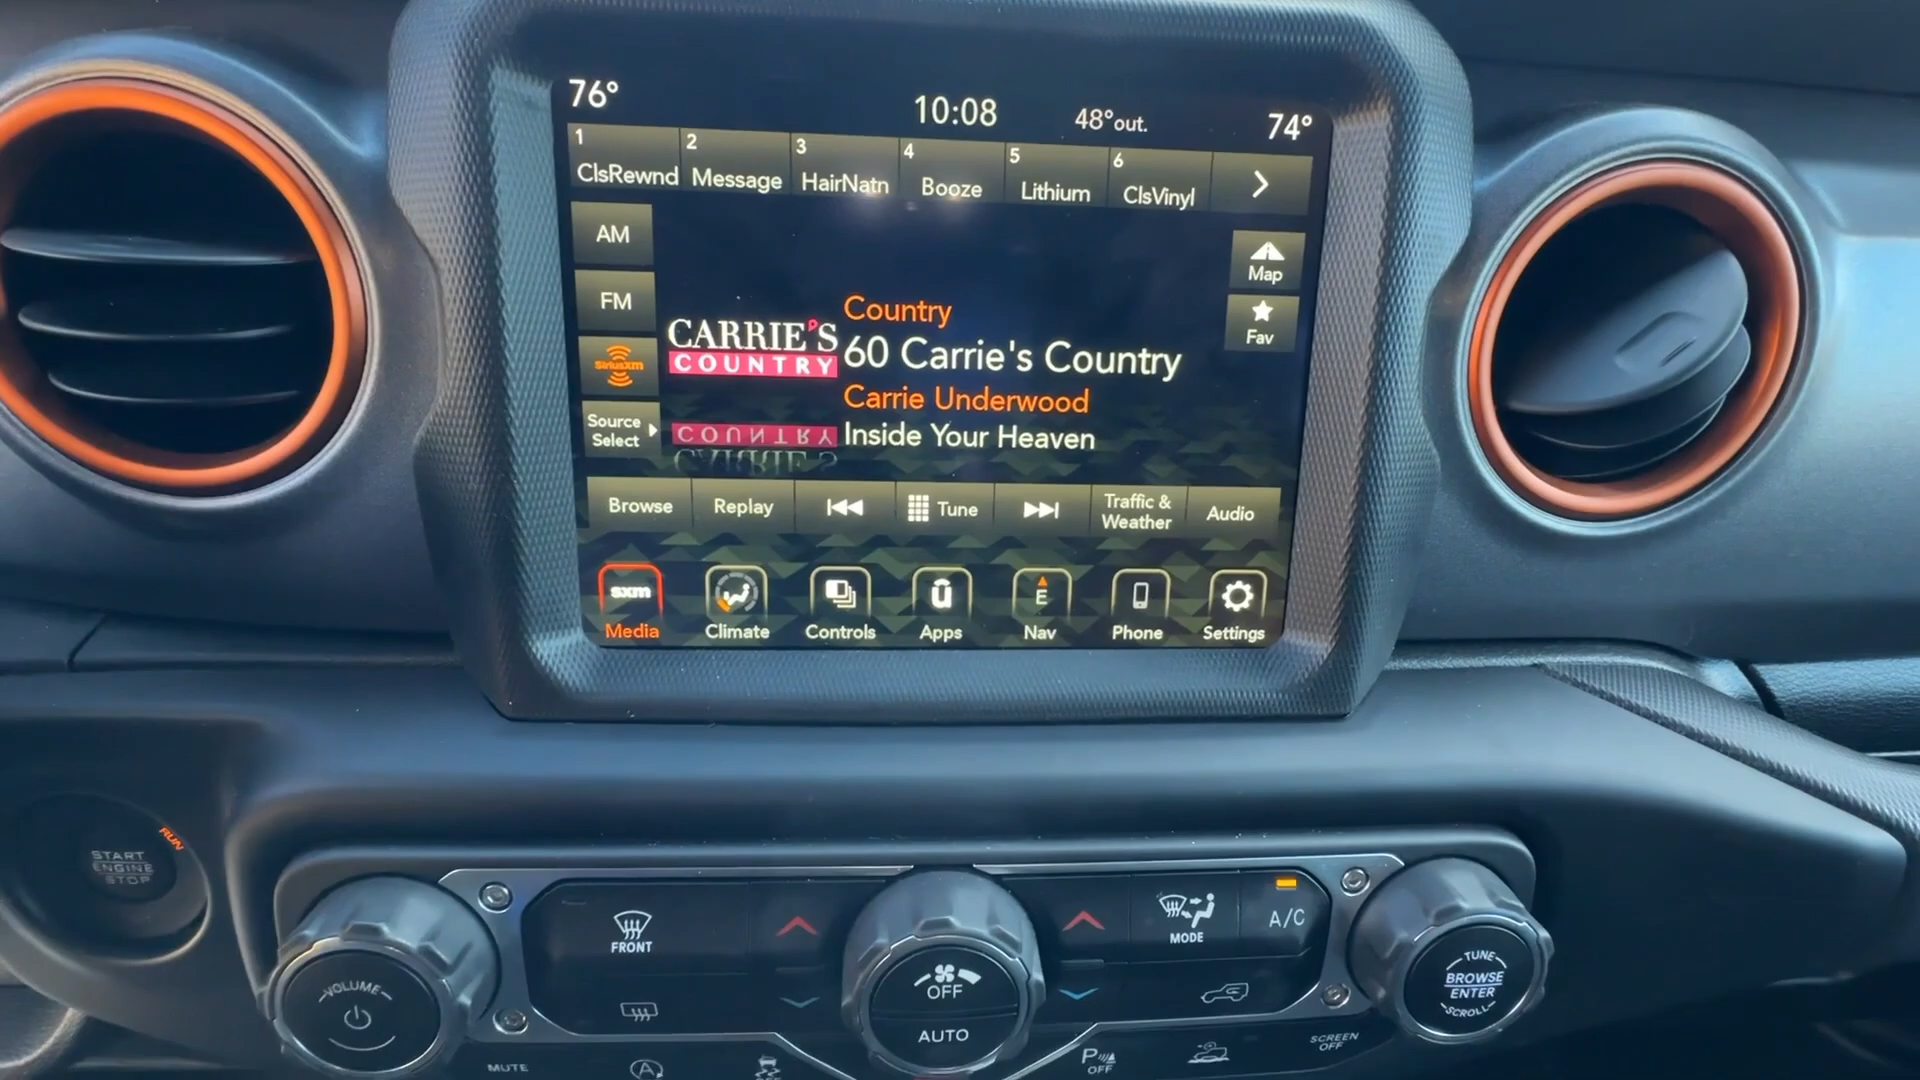 76°
10:08
48°out.
74°
1 ClsRewnd
2 Message
3 HairNatn
4 Booze
5 Lithium
6 ClsVinyl
AM
Map
FM
Fav
siriusxm
Source
Select
CARRIE'S
COUNTRY
Country
60 Carrie's Country
Carrie Underwood
Inside Your Heaven
Browse
Replay
Tune
Traffic &
Weather
Audio
sxm
E
Media
Climate
Controls
Apps
Nav
Phone
Settings
RUN
START
ENGINE
STOP
FRONT
MODE
A/C
VOLUME
OFF
AUTO
TUNE
BROWSE
ENTER
SCROLL
MUTE
A
P
OFF
SCREEN
OFF